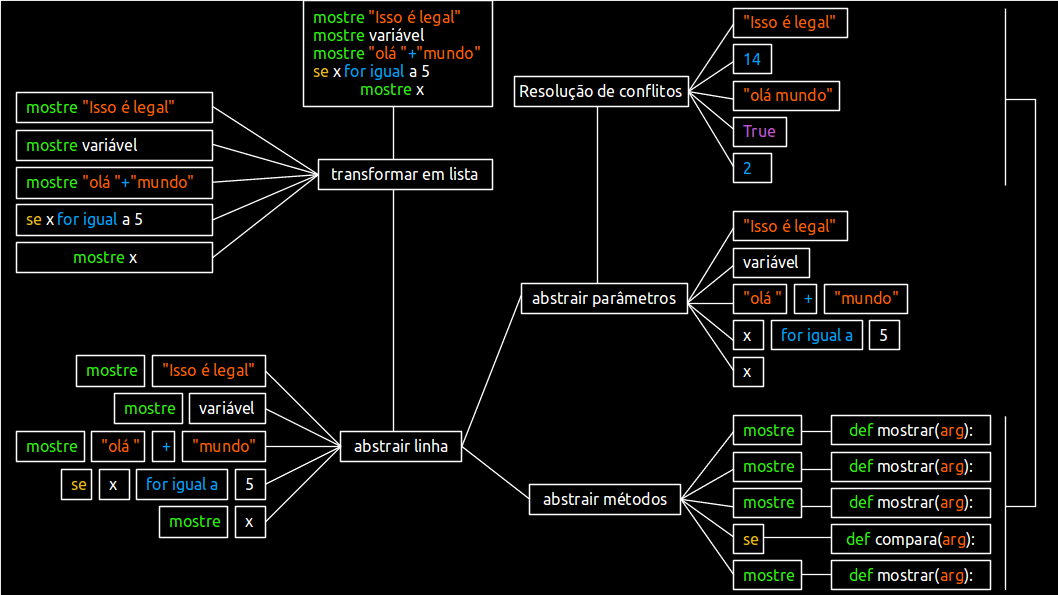 mostre "Isso é legal"
mostre variável
mostre "olá "+"mundo"
se x for igual a 5
mostre x
transformar em lista
mostre "Isso é legal"
mostre variável
mostre "olá "+"mundo"
se x for igual a 5
mostre x
abstrair linha
mostre "Isso é legal"
mostre variável
mostre "olá " + "mundo"
se x for igual a 5
mostre x
Resolução de conflitos
"Isso é legal"
14
"olá mundo"
True
2
abstrair parâmetros
"Isso é legal"
variável
"olá " + "mundo"
x for igual a 5
x
abstrair métodos
mostre def mostrar(arg):
mostre def mostrar(arg):
mostre def mostrar(arg):
se def compara(arg):
mostre def mostrar(arg):